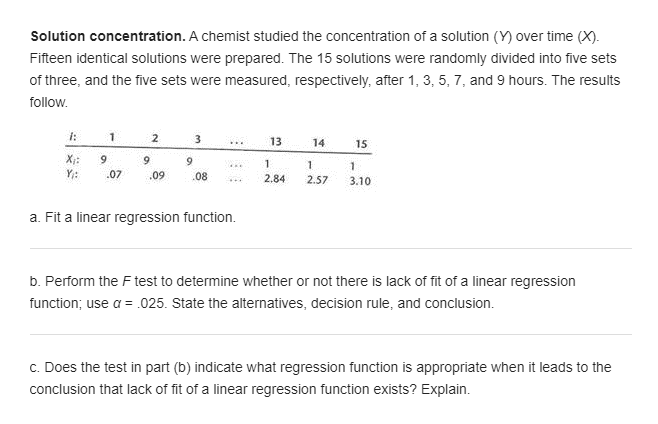 Solution concentration. A chemist studied the concentration of a solution (Y) over time (X).
Fifteen identical solutions were prepared. The 15 solutions were randomly divided into five sets
of three, and the five sets were measured, respectively, after 1, 3, 5, 7, and 9 hours. The results
follow.
i: 1 2 3 ... 13 14 15
Xi: 9 9 9 ... 1 1 1
Yi: .07 .09 .08 ... 2.84 2.57 3.10
a. Fit a linear regression function.
b. Perform the F test to determine whether or not there is lack of fit of a linear regression
function; use α = .025. State the alternatives, decision rule, and conclusion.
c. Does the test in part (b) indicate what regression function is appropriate when it leads to the
conclusion that lack of fit of a linear regression function exists? Explain.